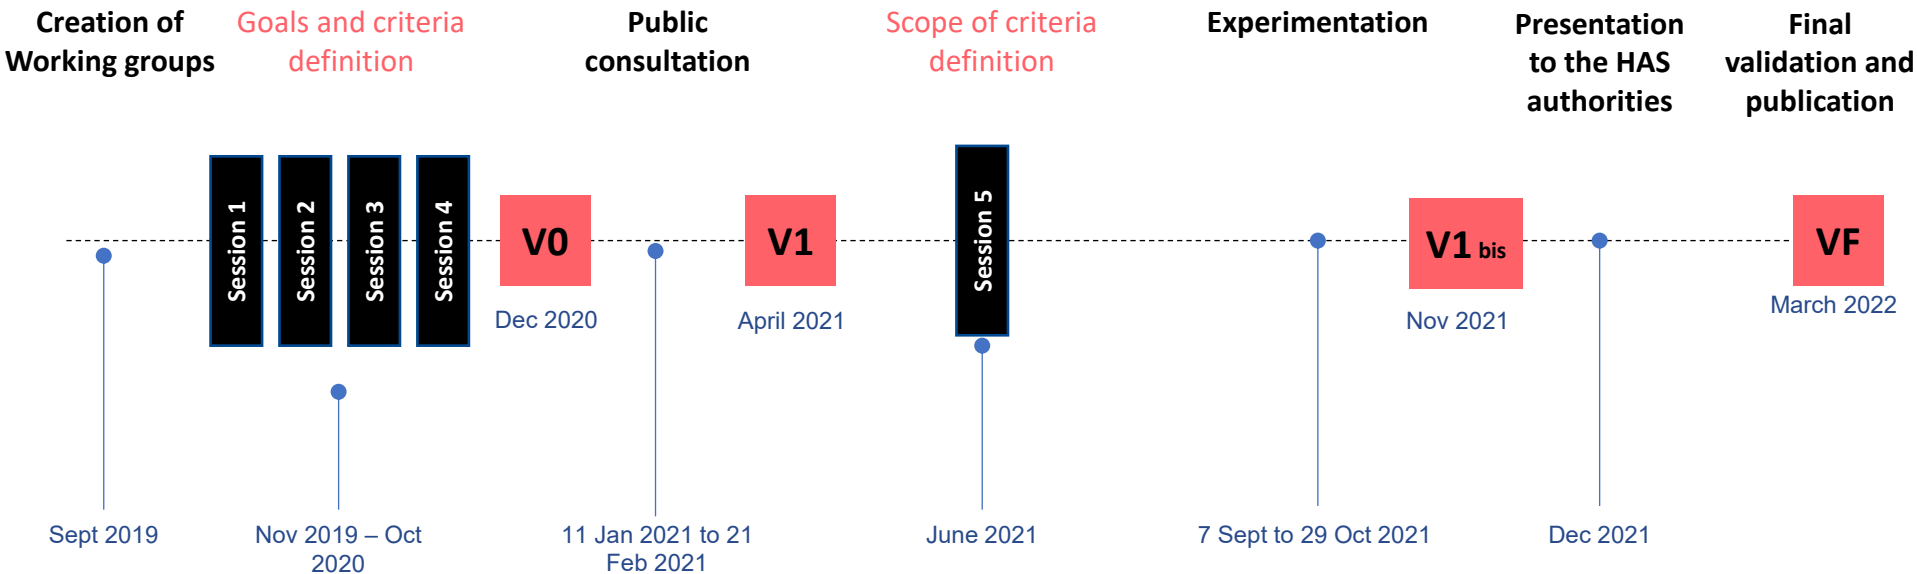 Creation of
Working groups
Goals and criteria
definition
Public
consultation
Scope of criteria
definition
Experimentation
Presentation
to the HAS
authorities
Final
validation and
publication
Session 1
Session 2
Session 3
Session 4
V0
Dec 2020
V1
April 2021
Session 5
V1 bis
Nov 2021
VF
March 2022
Sept 2019
Nov 2019 – Oct
2020
11 Jan 2021 to 21
Feb 2021
June 2021
7 Sept to 29 Oct 2021
Dec 2021